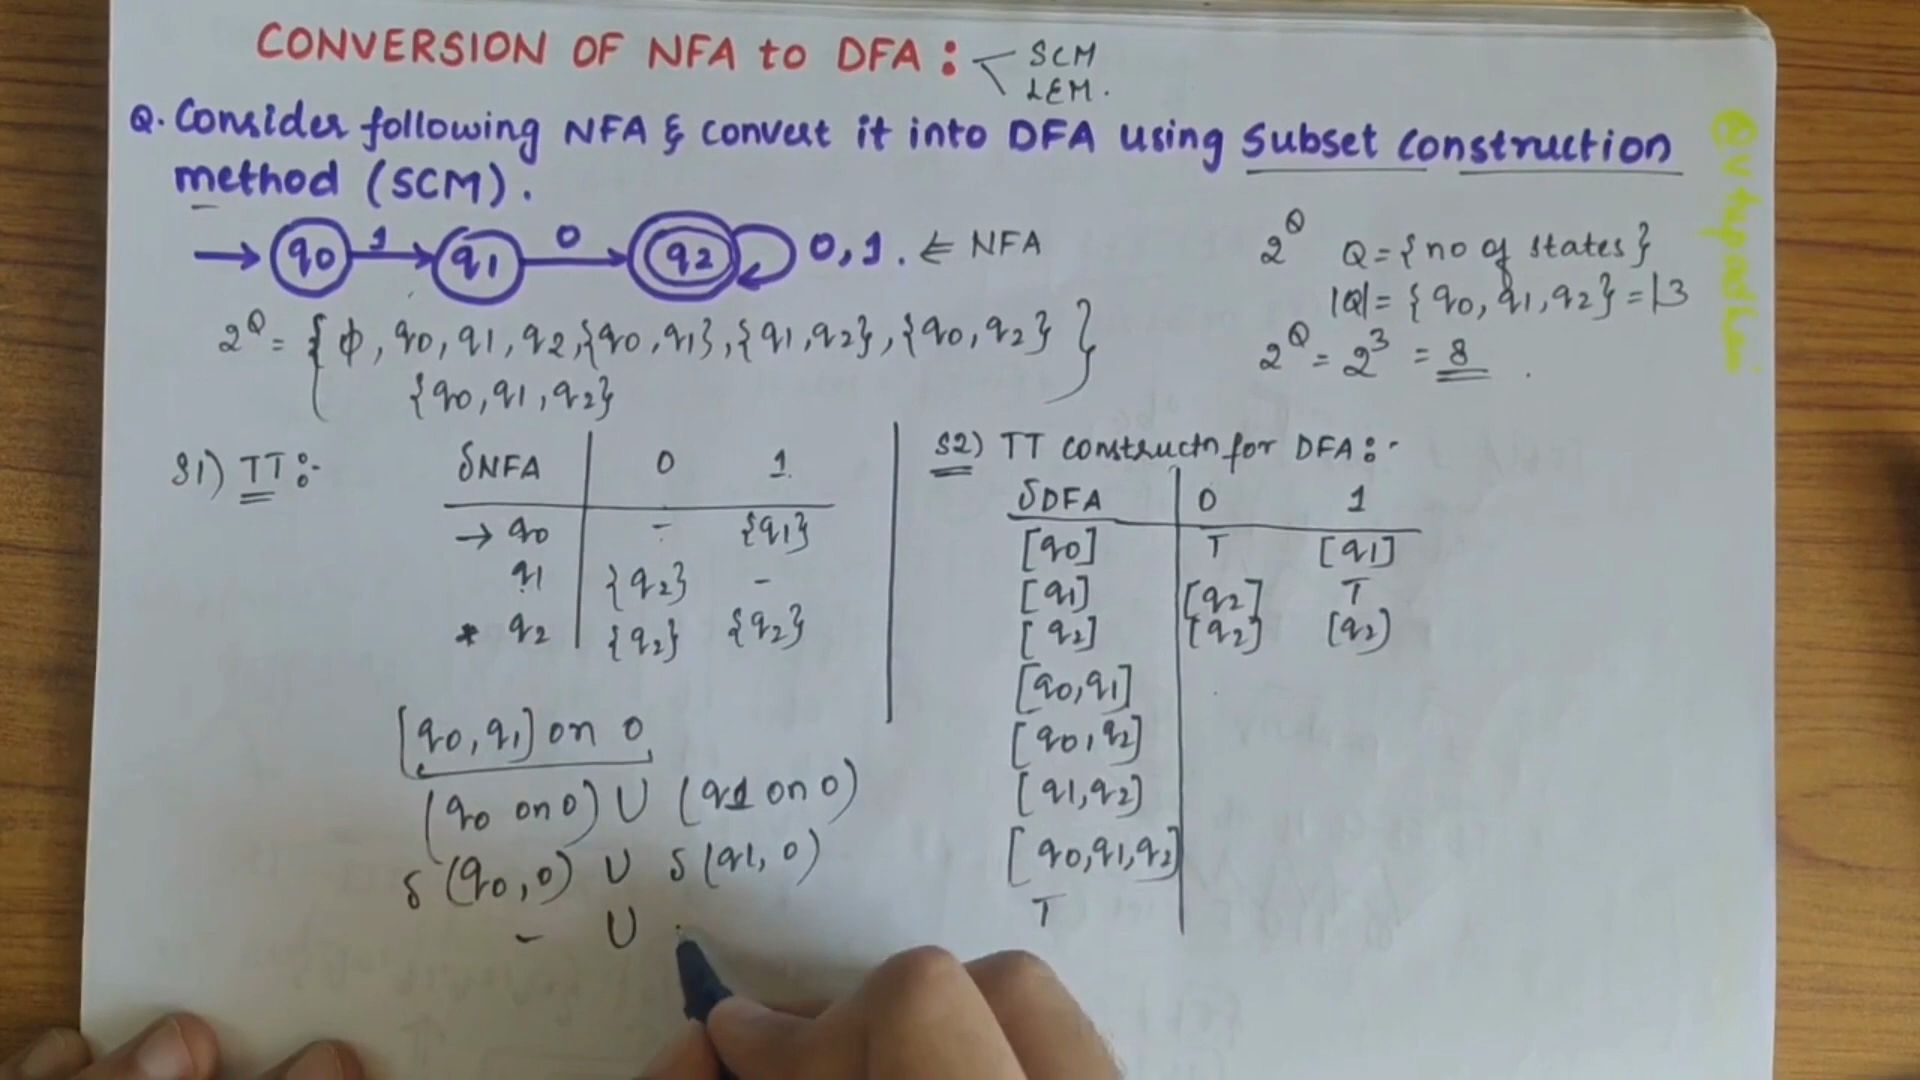 CONVERSION OF NFA to DFA :
SCM
LEM.
Q. Consider following NFA & convert it into DFA using Subset construction
method (SCM).
q0 1 q1 0 q2 0,1. ⇐ NFA
2^Q Q = {no of states}
|Q| = {q0, q1, q2} = 3
2^Q = 2^3 = 8
2^Q = {ϕ, q0, q1, q2, {q0, q1}, {q1, q2}, {q0, q2}
{q0, q1, q2} }
S1) TT :-
δNFA 0 1
→ q0 - {q1}
q1 {q2} -
* q2 {q2} {q2}
[q0, q1] on 0
(q0 on 0) U (q1 on 0)
δ (q0, 0) U δ (q1, 0)
- U
S2) TT constructn for DFA :-
δDFA 0 1
[q0] T [q1]
[q1] [q2] T
[q2] [q2] [q2]
[q0, q1]
[q0, q2]
[q1, q2]
[q0, q1, q2]
T